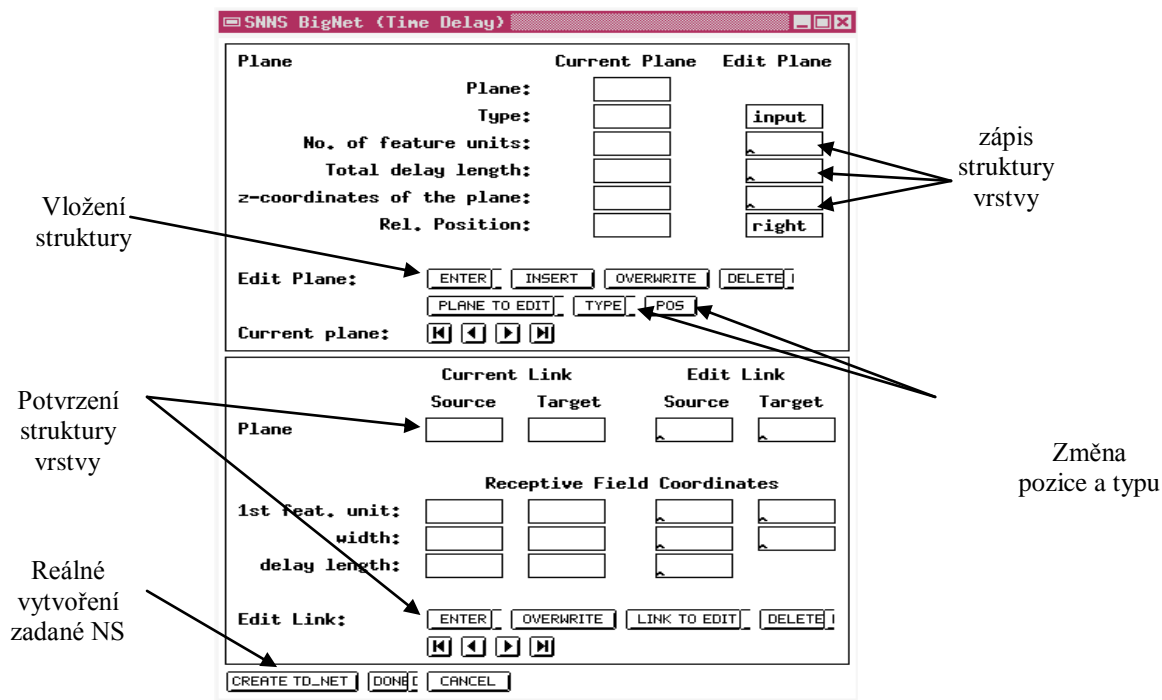 SNNS BigNet (Time Delay)
Plane Current Plane Edit Plane
Plane:
Type: input
No. of feature units:
Total delay length:
z-coordinates of the plane:
Rel. Position: right
Edit Plane: ENTER INSERT OVERWRITE DELETE
PLANE TO EDIT TYPE POS
Current plane:
Current Link Edit Link
Source Target Source Target
Plane
Receptive Field Coordinates
1st feat. unit:
width:
delay length:
Edit Link: ENTER OVERWRITE LINK TO EDIT DELETE
CREATE TD_NET DONE CANCEL
Vložení
struktury
Potvrzení
struktury
vrstvy
Reálné
vytvoření
zadané NS
zápis
struktury
vrstvy
Změna
pozice a typu